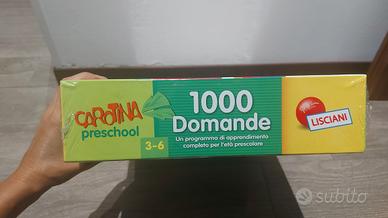 CAROTINA
preschool
3-6
1000
Domande
Un programma di apprendimento
completo per l'età prescolare
LISCIANI
subito